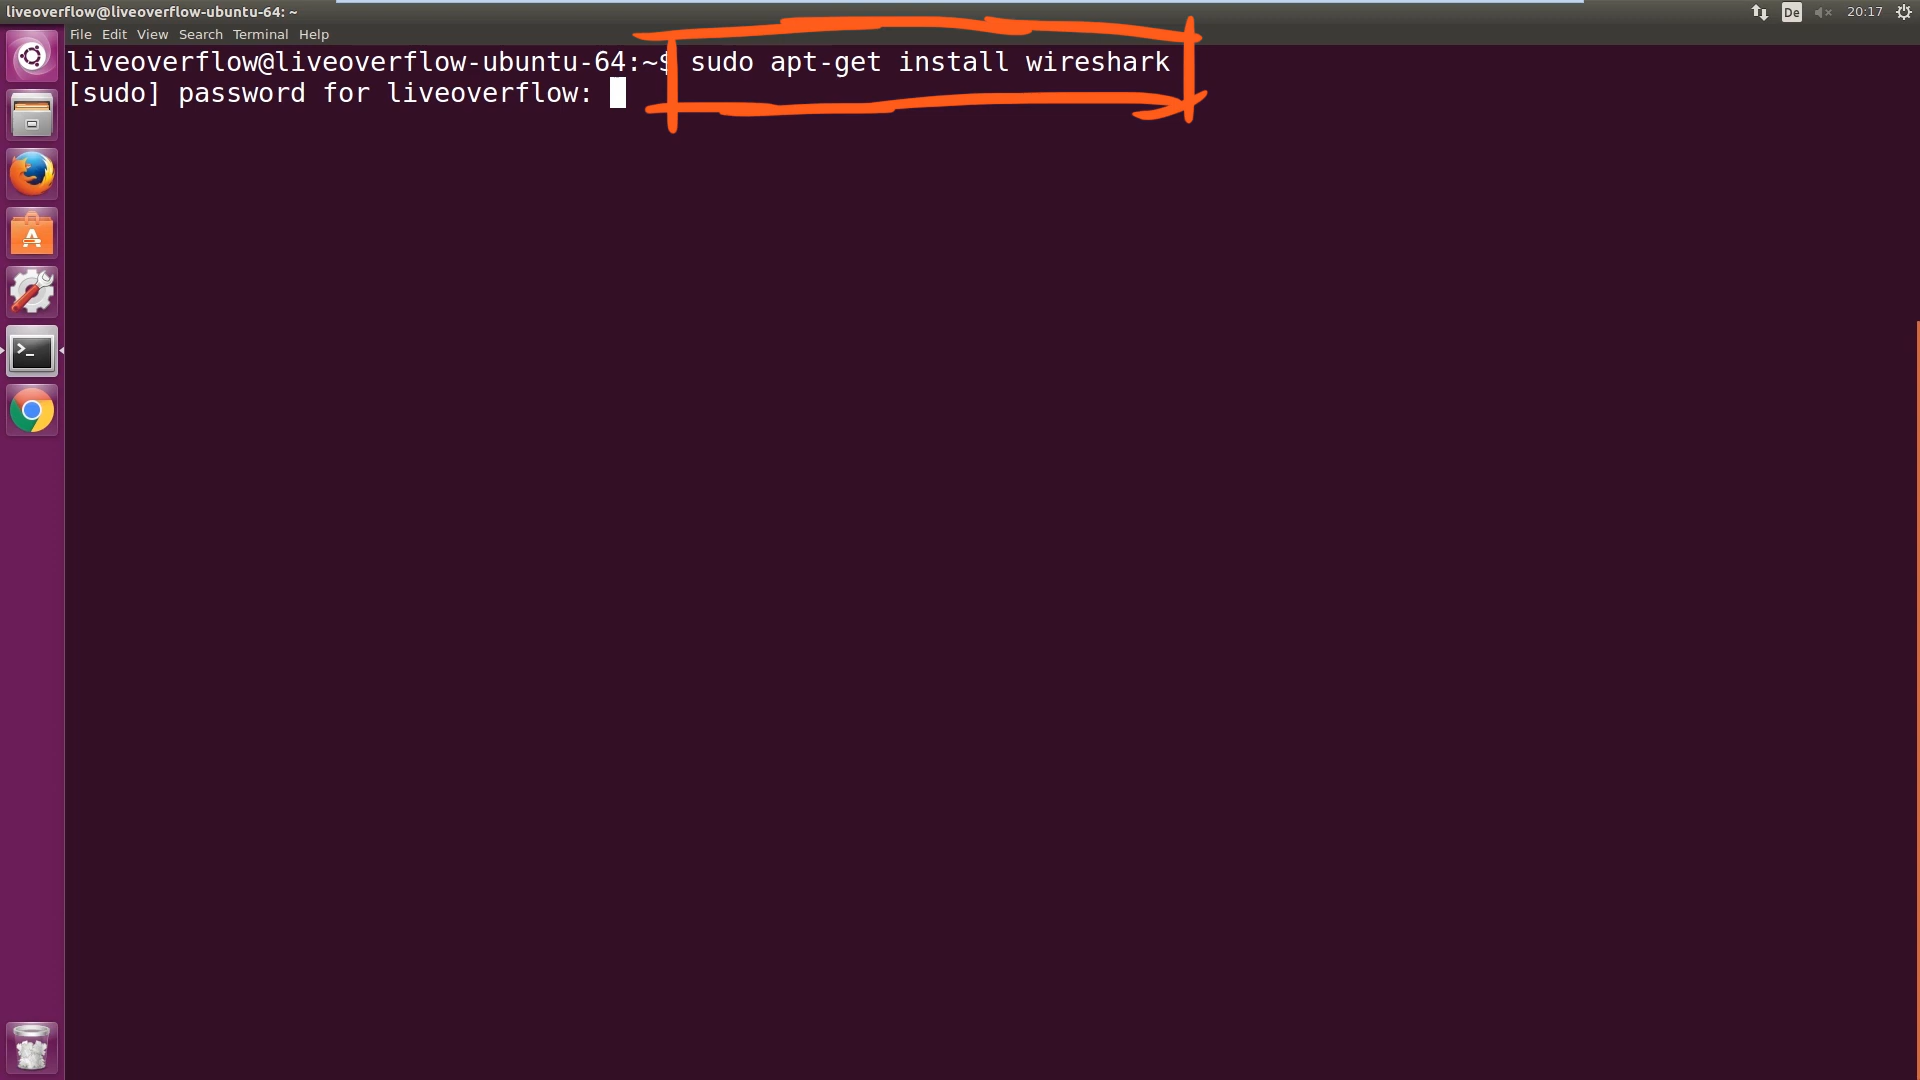 liveoverflow@liveoverflow-ubuntu-64: ~
De
20:17
File Edit View Search Terminal Help
liveoverflow@liveoverflow-ubuntu-64:~$ sudo apt-get install wireshark
[sudo] password for liveoverflow: